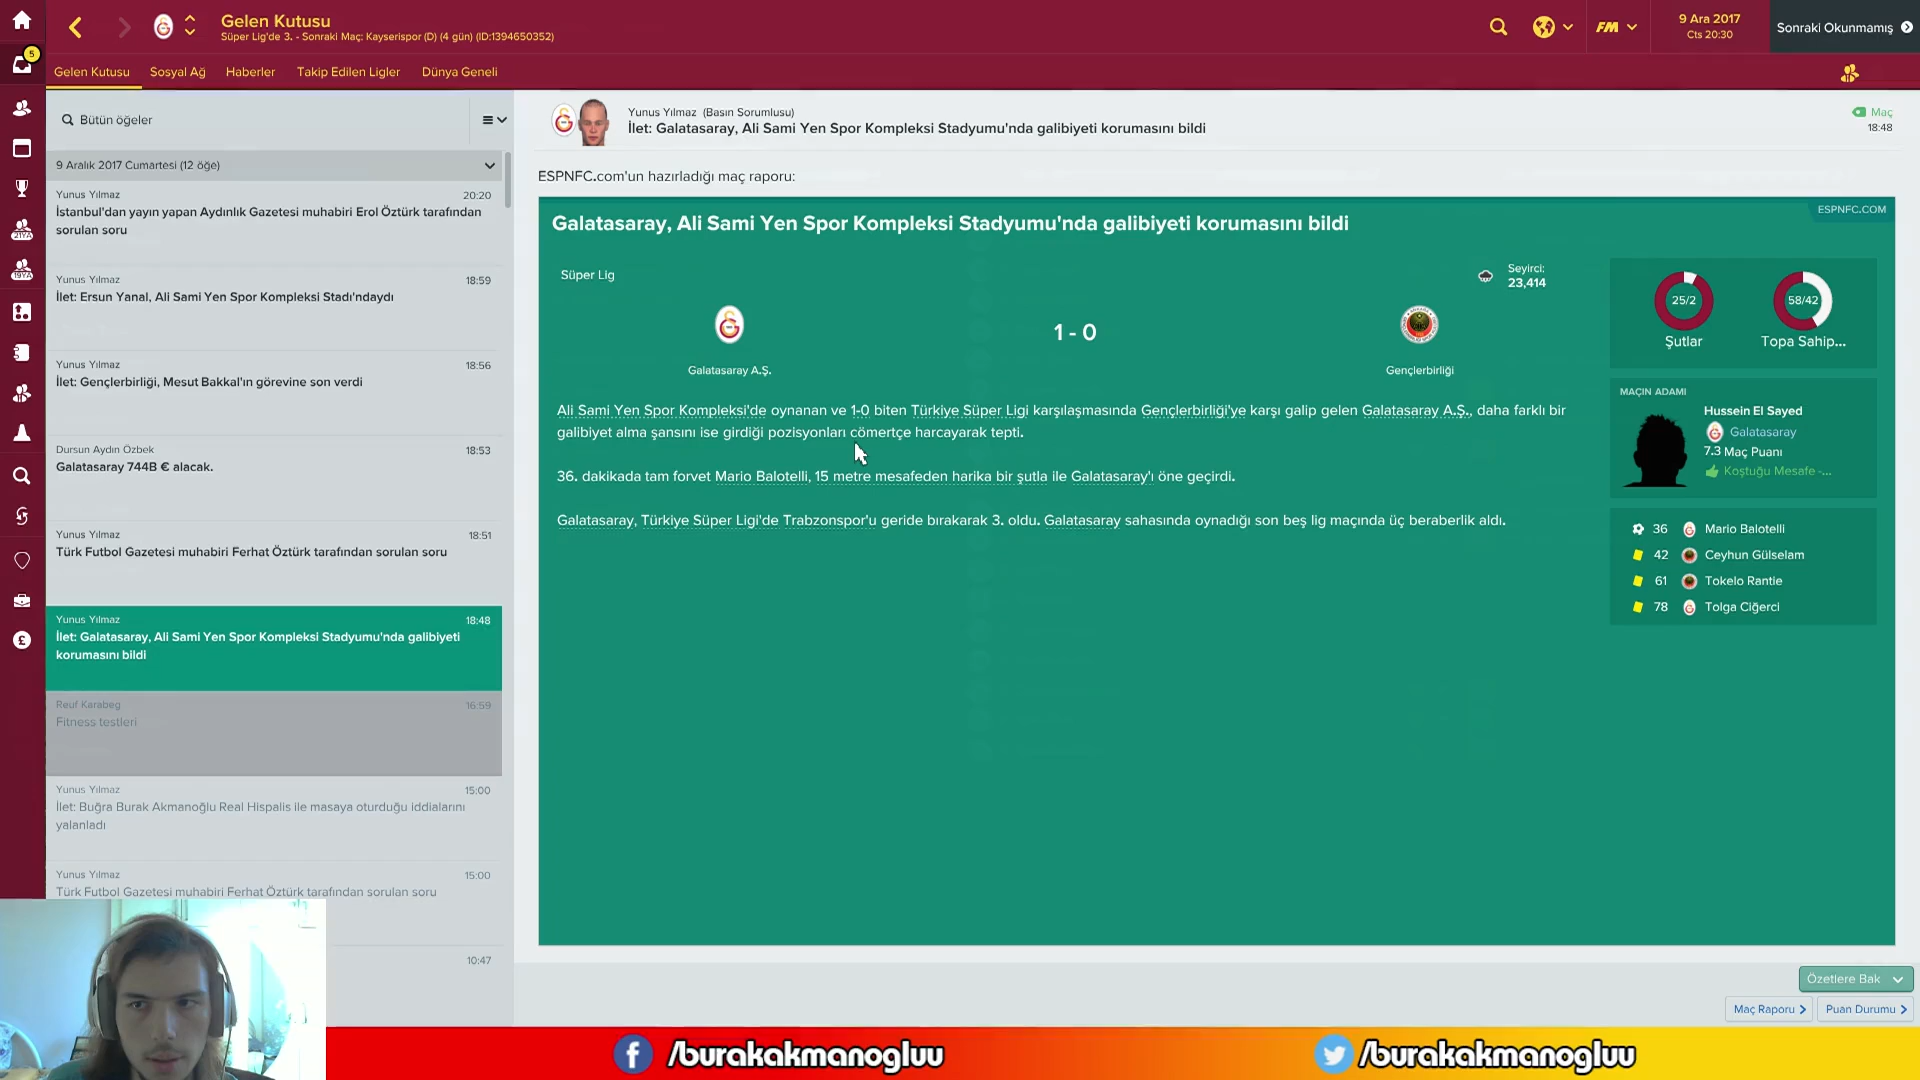 Gelen Kutusu
Süper Lig'de 3. - Sonraki Maç: Kayserispor (D) (4 gün) (ID:1394650352)
FM
9 Ara 2017
Cts 20:30
Sonraki Okunmamış
5
Gelen Kutusu
Sosyal Ağ
Haberler
Takip Edilen Ligler
Dünya Geneli
Bütün öğeler
9 Aralık 2017 Cumartesi (12 öğe)
Yunus Yılmaz
20:20
İstanbul'dan yayın yapan Aydınlık Gazetesi muhabiri Erol Öztürk tarafından
sorulan soru
Yunus Yılmaz
18:59
İlet: Ersun Yanal, Ali Sami Yen Spor Kompleksi Stadı'ndaydı
Yunus Yılmaz
18:56
İlet: Gençlerbirliği, Mesut Bakkal'ın görevine son verdi
Dursun Aydın Özbek
18:53
Galatasaray 744B € alacak.
Yunus Yılmaz
18:51
Türk Futbol Gazetesi muhabiri Ferhat Öztürk tarafından sorulan soru
Yunus Yılmaz
18:48
İlet: Galatasaray, Ali Sami Yen Spor Kompleksi Stadyumu'nda galibiyeti
korumasını bildi
Reuf Karabeg
16:59
Fitness testleri
Yunus Yılmaz
15:00
İlet: Buğra Burak Akmanoğlu Real Hispalis ile masaya oturduğu iddialarını
yalanladı
Yunus Yılmaz
15:00
Türk Futbol Gazetesi muhabiri Ferhat Öztürk tarafından sorulan soru
10:47
Yunus Yılmaz (Basın Sorumlusu)
İlet: Galatasaray, Ali Sami Yen Spor Kompleksi Stadyumu'nda galibiyeti korumasını bildi
Maç
18:48
ESPNFC.com'un hazırladığı maç raporu:
Galatasaray, Ali Sami Yen Spor Kompleksi Stadyumu'nda galibiyeti korumasını bildi
ESPNFC.COM
Süper Lig
Seyirci:
23,414
1 - 0
Galatasaray A.Ş.
Gençlerbirliği
Ali Sami Yen Spor Kompleksi'de oynanan ve 1-0 biten Türkiye Süper Ligi karşılaşmasında Gençlerbirliği'ye karşı galip gelen Galatasaray A.Ş., daha farklı bir
galibiyet alma şansını ise girdiği pozisyonları cömertçe harcayarak tepti.
36. dakikada tam forvet Mario Balotelli, 15 metre mesafeden harika bir şutla ile Galatasaray'ı öne geçirdi.
Galatasaray, Türkiye Süper Ligi'de Trabzonspor'u geride bırakarak 3. oldu. Galatasaray sahasında oynadığı son beş lig maçında üç beraberlik aldı.
25/2
Şutlar
58/42
Topa Sahip...
MAÇIN ADAMI
Hussein El Sayed
Galatasaray
7.3 Maç Puanı
Koştuğu Mesafe -...
36 Mario Balotelli
42 Ceyhun Gülselam
61 Tokelo Rantie
78 Tolga Ciğerci
Özetlere Bak
Maç Raporu
Puan Durumu
/burakakmanogluu
/burakakmanogluu